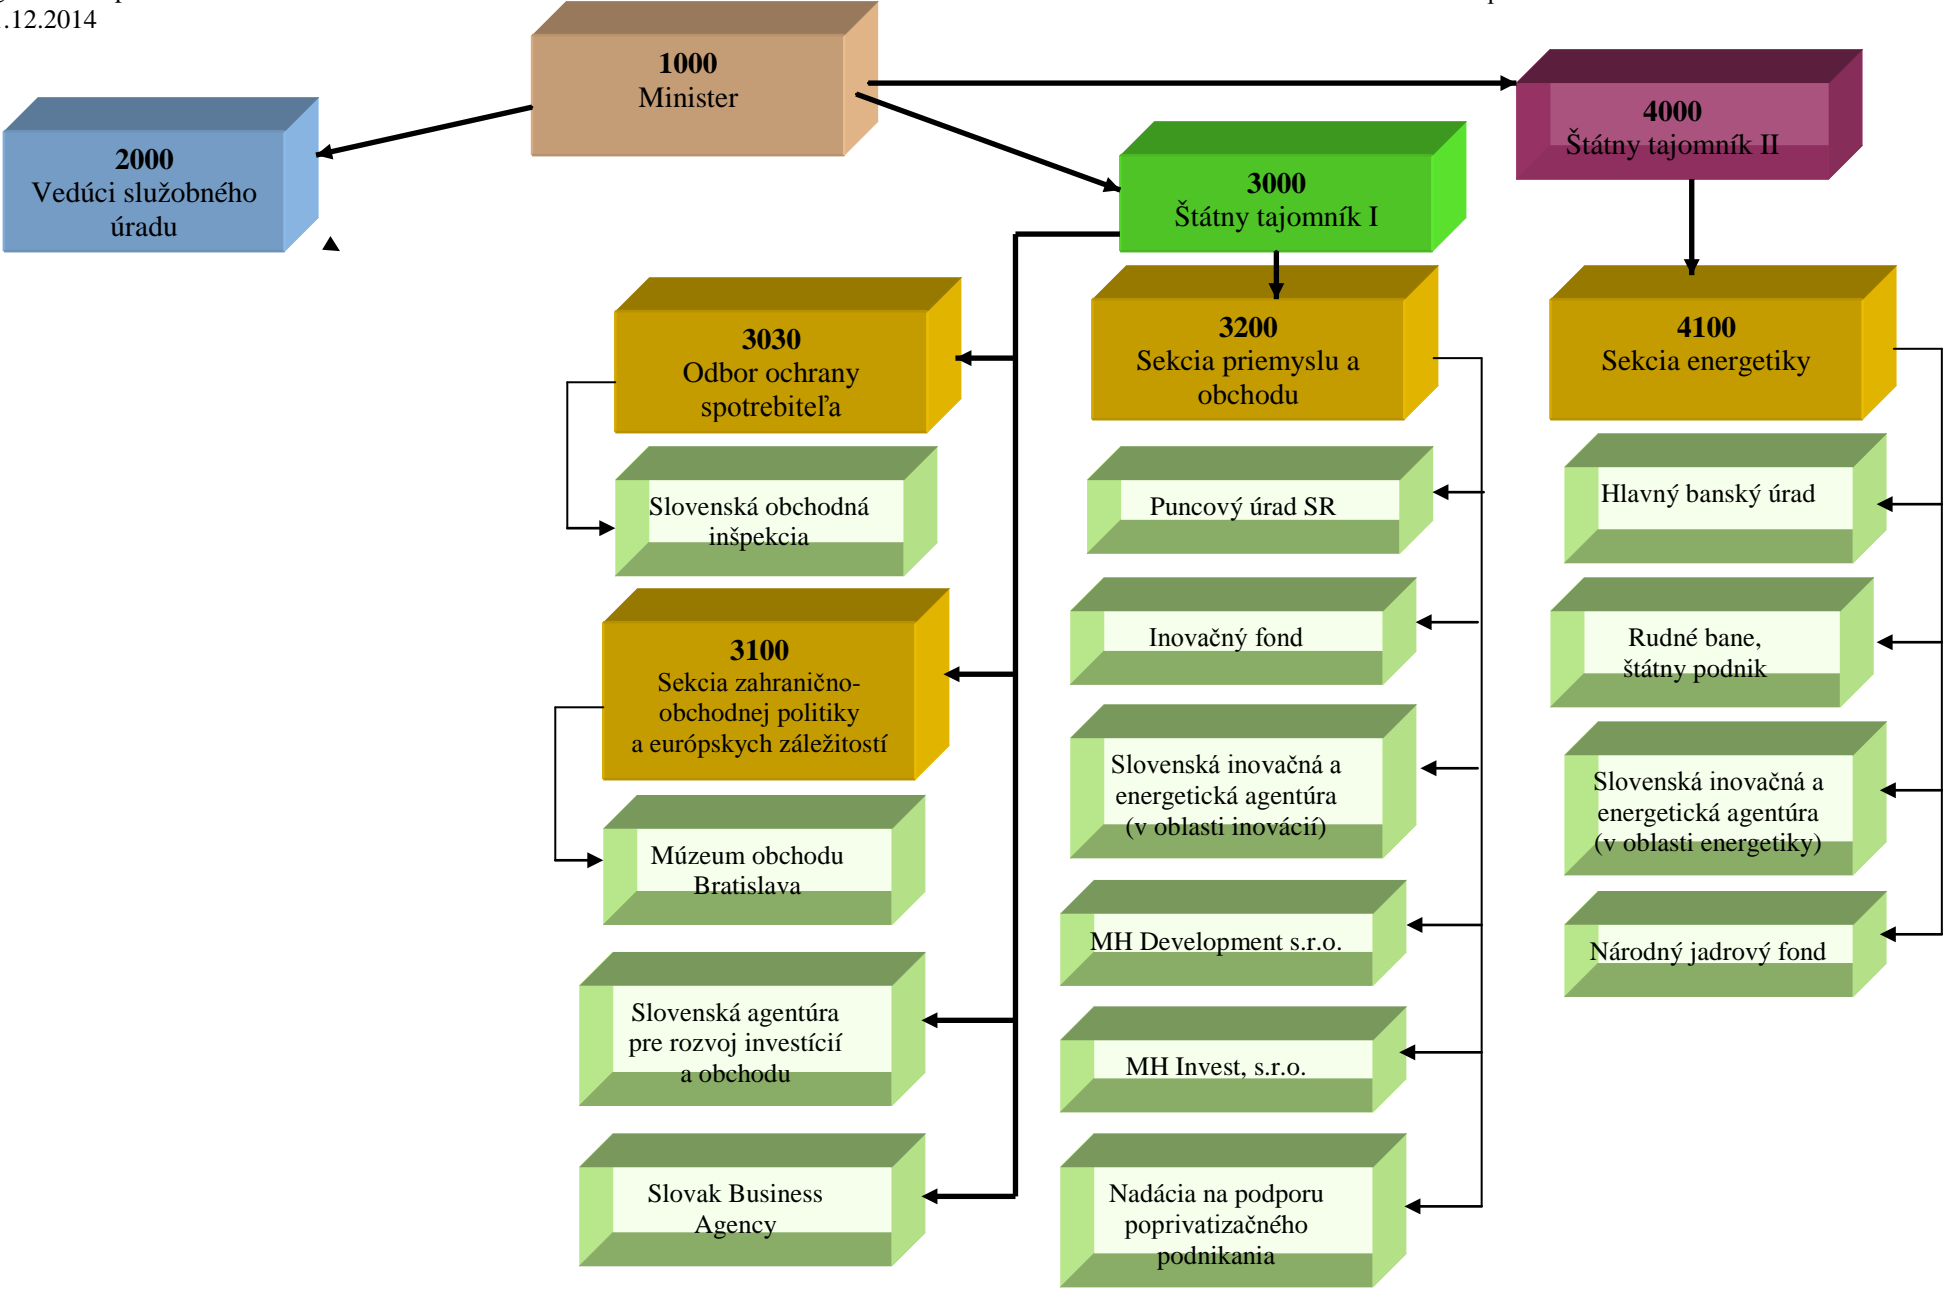 .12.2014
1000
Minister
2000
Vedúci služobného
úradu
3000
Štátny tajomník I
4000
Štátny tajomník II
3030
Odbor ochrany
spotrebiteľa
Slovenská obchodná
inšpekcia
3100
Sekcia zahranično-
obchodnej politiky
a európskych záležitostí
Múzeum obchodu
Bratislava
Slovenská agentúra
pre rozvoj investícií
a obchodu
Slovak Business
Agency
3200
Sekcia priemyslu a
obchodu
Puncový úrad SR
Inovačný fond
Slovenská inovačná a
energetická agentúra
(v oblasti inovácií)
MH Development s.r.o.
MH Invest, s.r.o.
Nadácia na podporu
poprivatizačného
podnikania
4100
Sekcia energetiky
Hlavný banský úrad
Rudné bane,
štátny podnik
Slovenská inovačná a
energetická agentúra
(v oblasti energetiky)
Národný jadrový fond